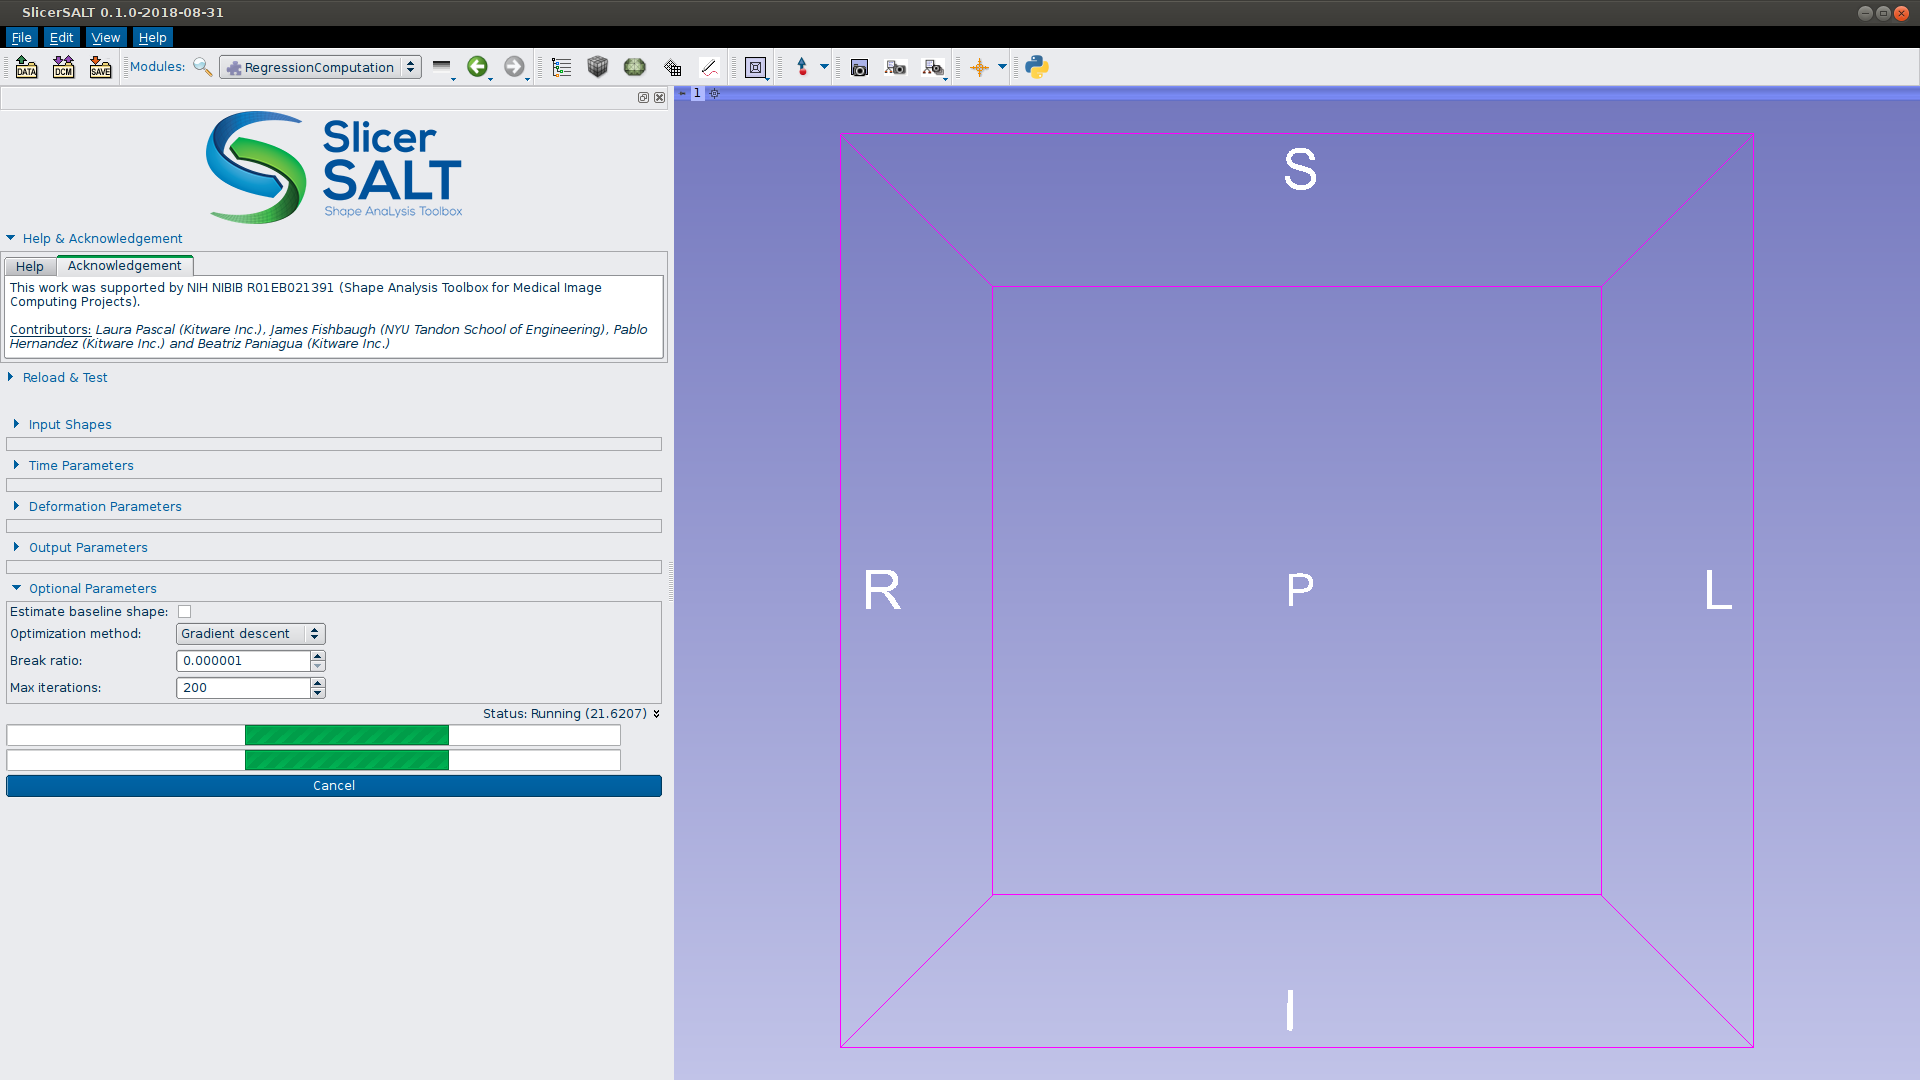 SlicerSALT 0.1.0-2018-08-31
File Edit View Help
DATA DCM SAVE Modules: RegressionComputation
1
Slicer
SALT
Shape AnaLysis Toolbox
Help & Acknowledgement
Help Acknowledgement
This work was supported by NIH NIBIB R01EB021391 (Shape Analysis Toolbox for Medical Image
Computing Projects).
Contributors: Laura Pascal (Kitware Inc.), James Fishbaugh (NYU Tandon School of Engineering), Pablo
Hernandez (Kitware Inc.) and Beatriz Paniagua (Kitware Inc.)
Reload & Test
Input Shapes
Time Parameters
Deformation Parameters
Output Parameters
Optional Parameters
Estimate baseline shape:
Optimization method: Gradient descent
Break ratio: 0.000001
Max iterations: 200
Status: Running (21.6207)
Cancel
S
R P L
I